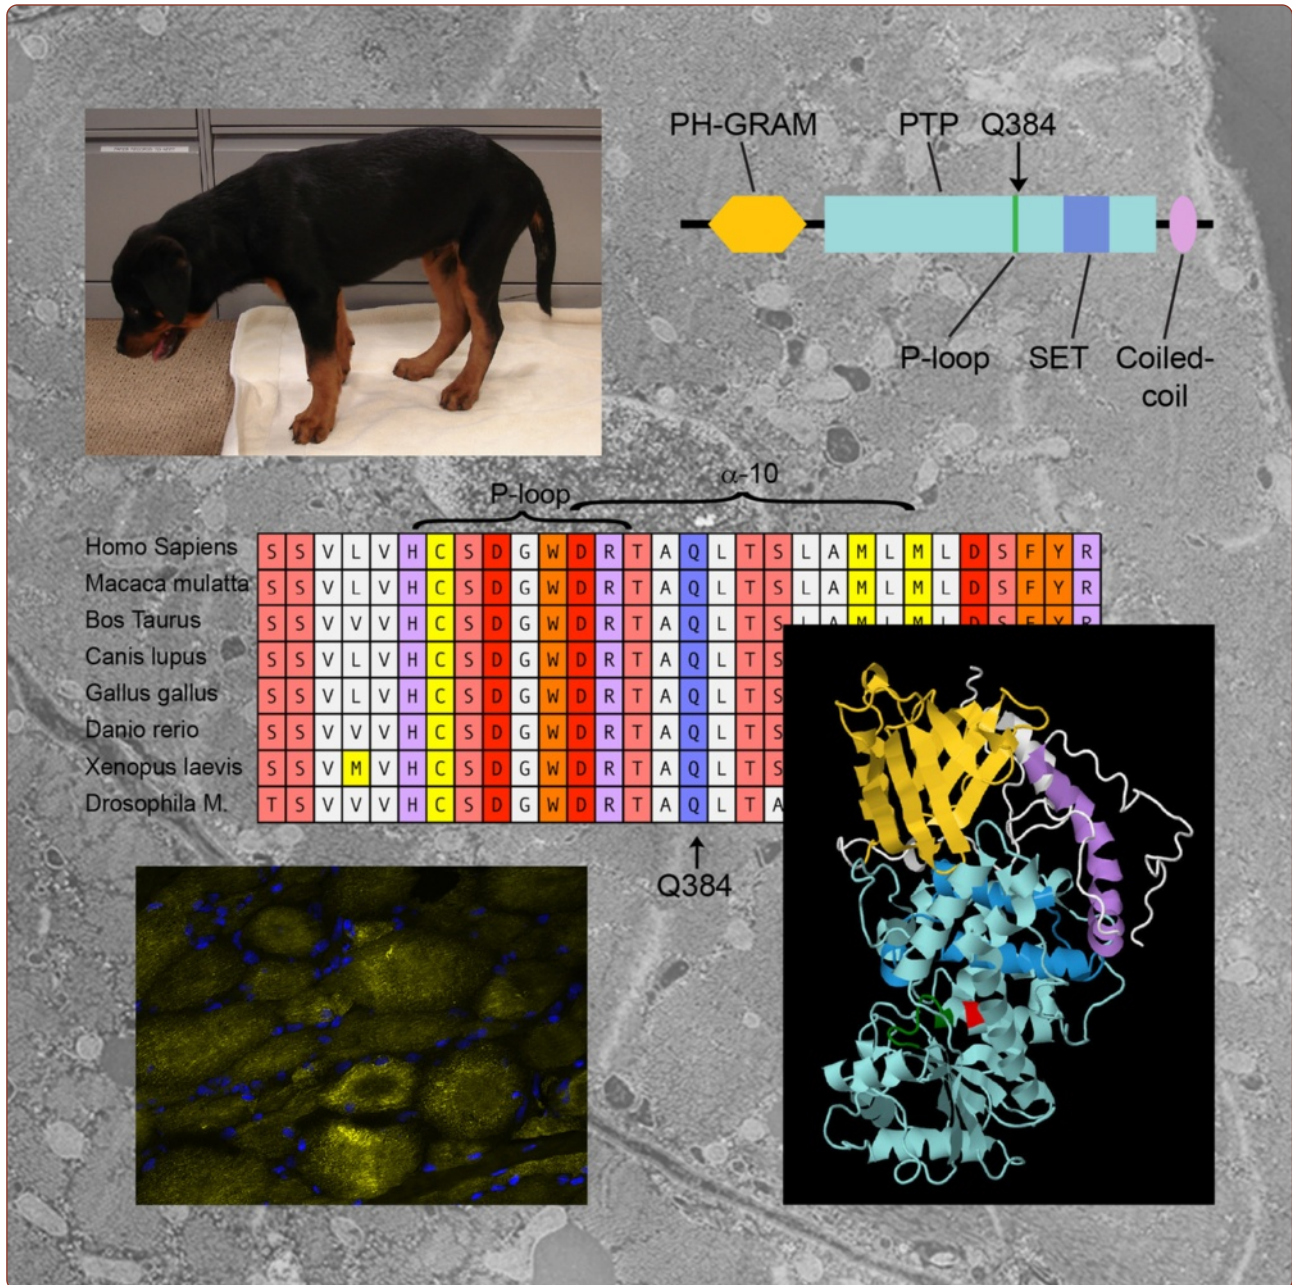 PH-GRAM PTP Q384
P-loop SET Coiled-
coil
α-10
P-loop
Homo Sapiens S S V L V H C S D G W D R T A Q L T S L A M L M L D S F Y R
Macaca mulatta S S V L V H C S D G W D R T A Q L T S L A M L M L D S F Y R
Bos Taurus S S V V V H C S D G W D R T A Q L T S L A M L M L D S F Y R
Canis lupus S S V L V H C S D G W D R T A Q L T S
Gallus gallus S S V L V H C S D G W D R T A Q L T S
Danio rerio S S V V V H C S D G W D R T A Q L T S
Xenopus laevis S S V M V H C S D G W D R T A Q L T S
Drosophila M. T S V V V H C S D G W D R T A Q L T A
Q384